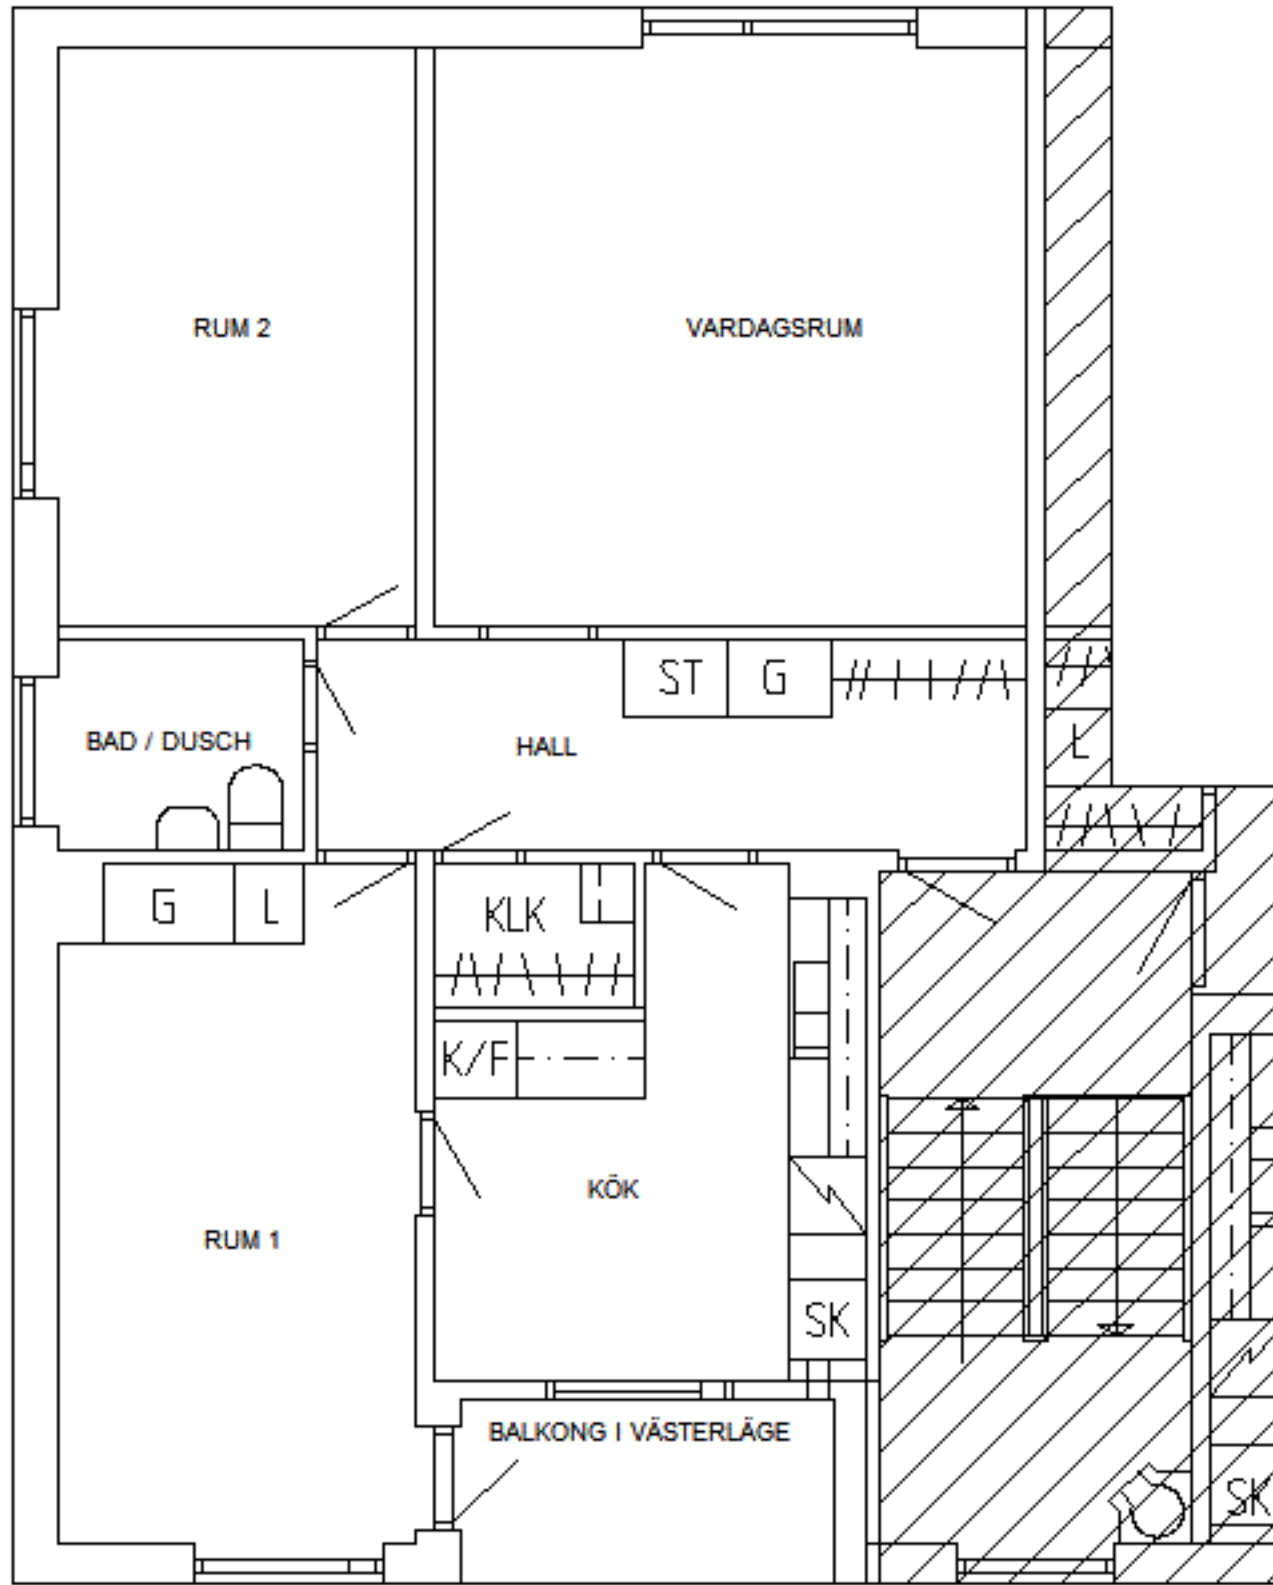 RUM 2
VARDAGSRUM
ST
G
BAD / DUSCH
HALL
L
G
L
KLK
K/F
KÖK
RUM 1
SK
BALKONG I VÄSTERLÄGE
SK